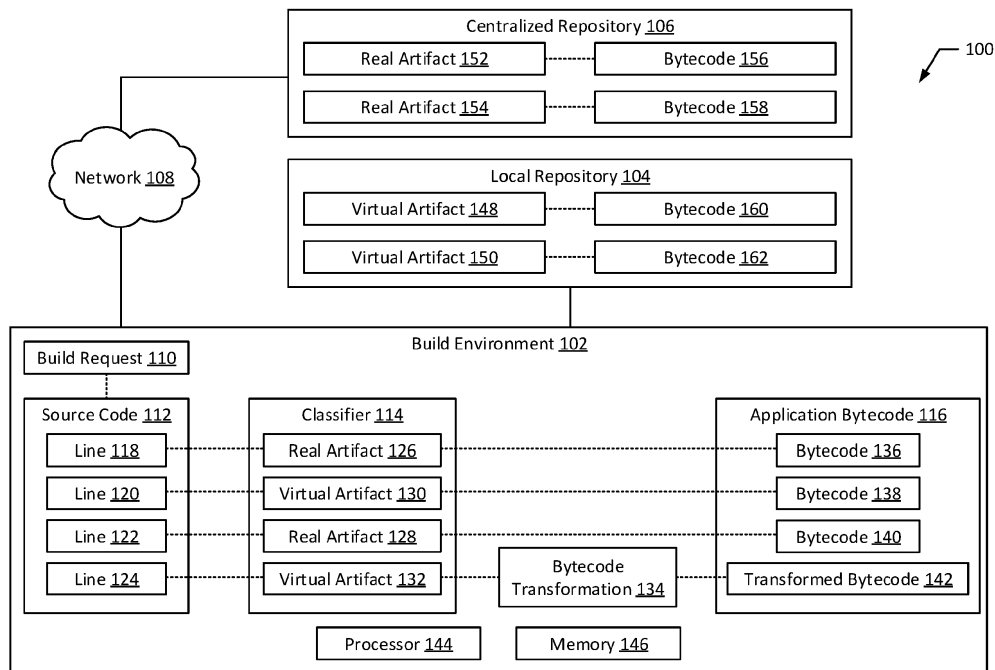 Centralized Repository 106
Real Artifact 152 Bytecode 156
100
Real Artifact 154 Bytecode 158
Network 108
Local Repository 104
Virtual Artifact 148 Bytecode 160
Virtual Artifact 150 Bytecode 162
Build Environment 102
Build Request 110
Source Code 112 Classifier 114 Application Bytecode 116
Line 118 Real Artifact 126 Bytecode 136
Line 120 Virtual Artifact 130 Bytecode 138
Line 122 Real Artifact 128 Bytecode 140
Line 124 Virtual Artifact 132 Bytecode
Transformation 134 Transformed Bytecode 142
Processor 144 Memory 146